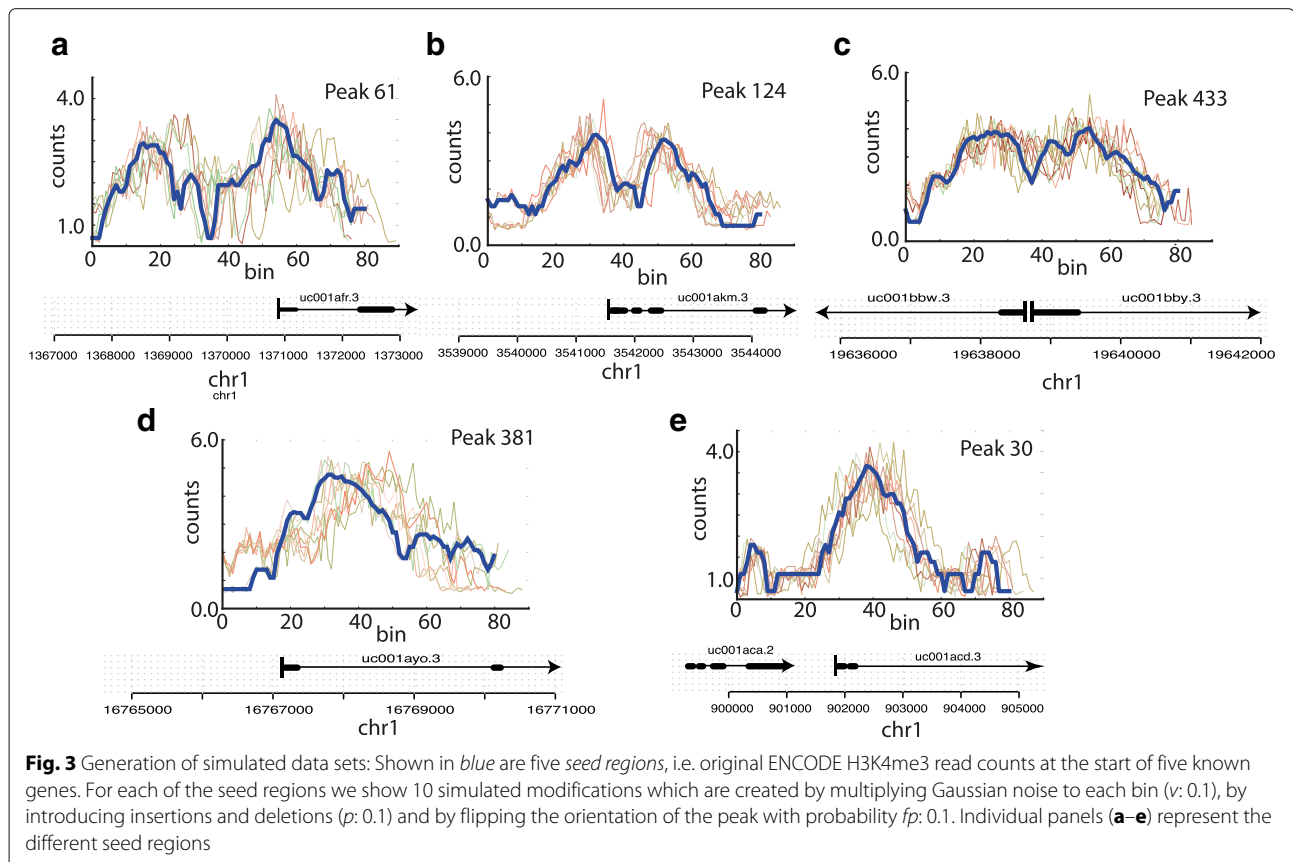 a
Peak 61
4.0
counts
1.0
0 20 40 60 80
bin
uc001afr.3
1367000 1368000 1369000 1370000 1371000 1372000 1373000
chr1
chr1
b
6.0
Peak 124
counts
0.0
0 20 40 60 80
bin
uc001akm.3
3539000 3540000 3541000 3542000 3543000 3544000
chr1
c
6.0
Peak 433
counts
0.0
0 20 40 60 80
bin
uc001bbw.3 uc001bby.3
19636000 19638000 19640000 19642000
chr1
d
6.0
Peak 381
counts
0.0
0 20 40 60 80
bin
uc001ayo.3
16765000 16767000 16769000 16771000
chr1
e
4.0
Peak 30
counts
1.0
0 20 40 60 80
bin
uc001aca.2
uc001acd.3
900000 901000 902000 903000 904000 905000
chr1
Fig. 3 Generation of simulated data sets: Shown in blue are five seed regions, i.e. original ENCODE H3K4me3 read counts at the start of five known
genes. For each of the seed regions we show 10 simulated modifications which are created by multiplying Gaussian noise to each bin (v: 0.1), by
introducing insertions and deletions (p: 0.1) and by flipping the orientation of the peak with probability fp: 0.1. Individual panels (a–e) represent the
different seed regions